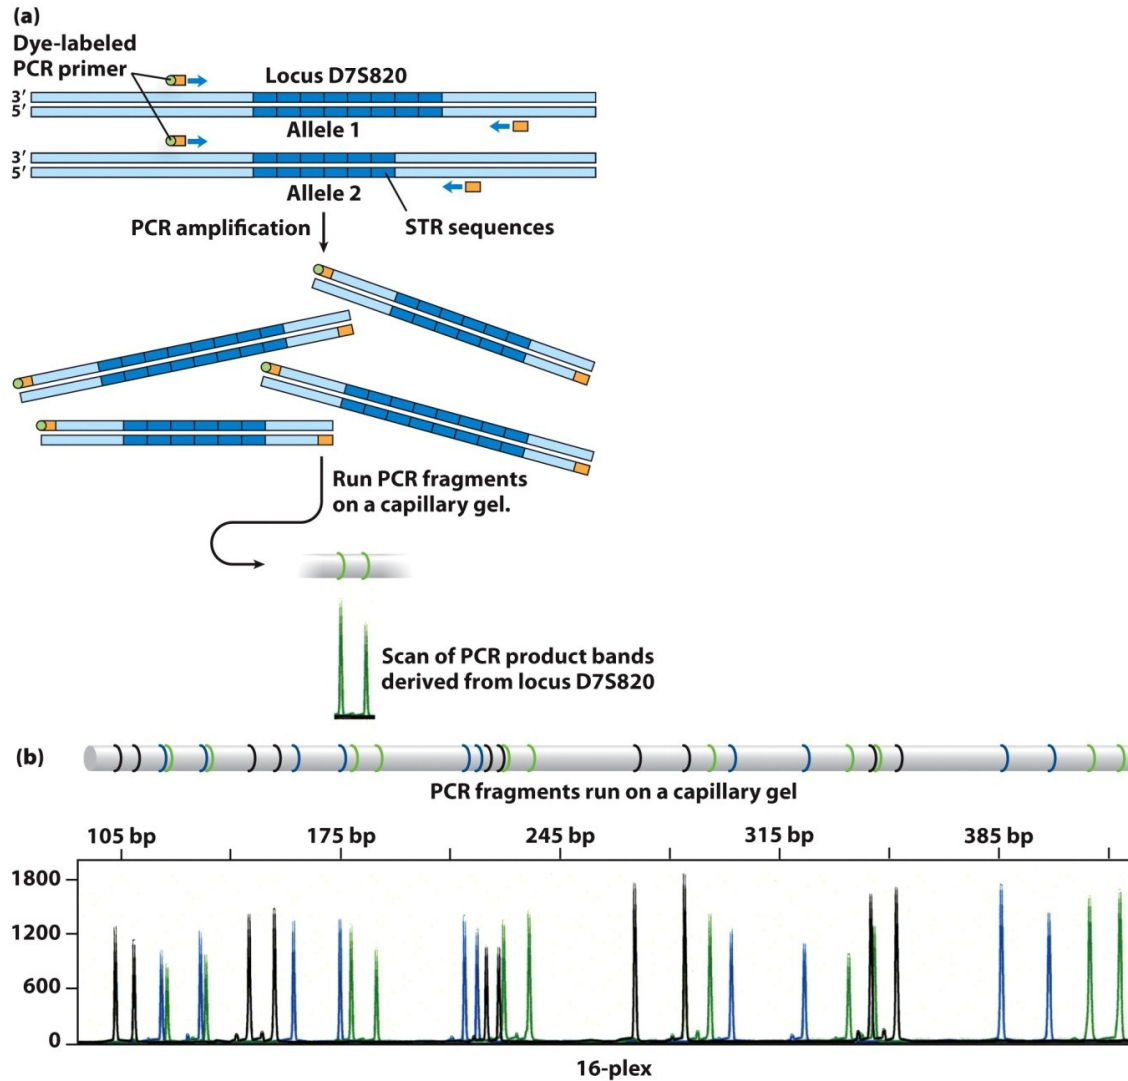 (a)
Dye-labeled
PCR primer
Locus D7S820
3′
5′
Allele 1
3′
5′
Allele 2
PCR amplification
STR sequences
Run PCR fragments
on a capillary gel.
Scan of PCR product bands
derived from locus D7S820
(b)
PCR fragments run on a capillary gel
105 bp 175 bp 245 bp 315 bp 385 bp
1800
1200
600
0
16-plex